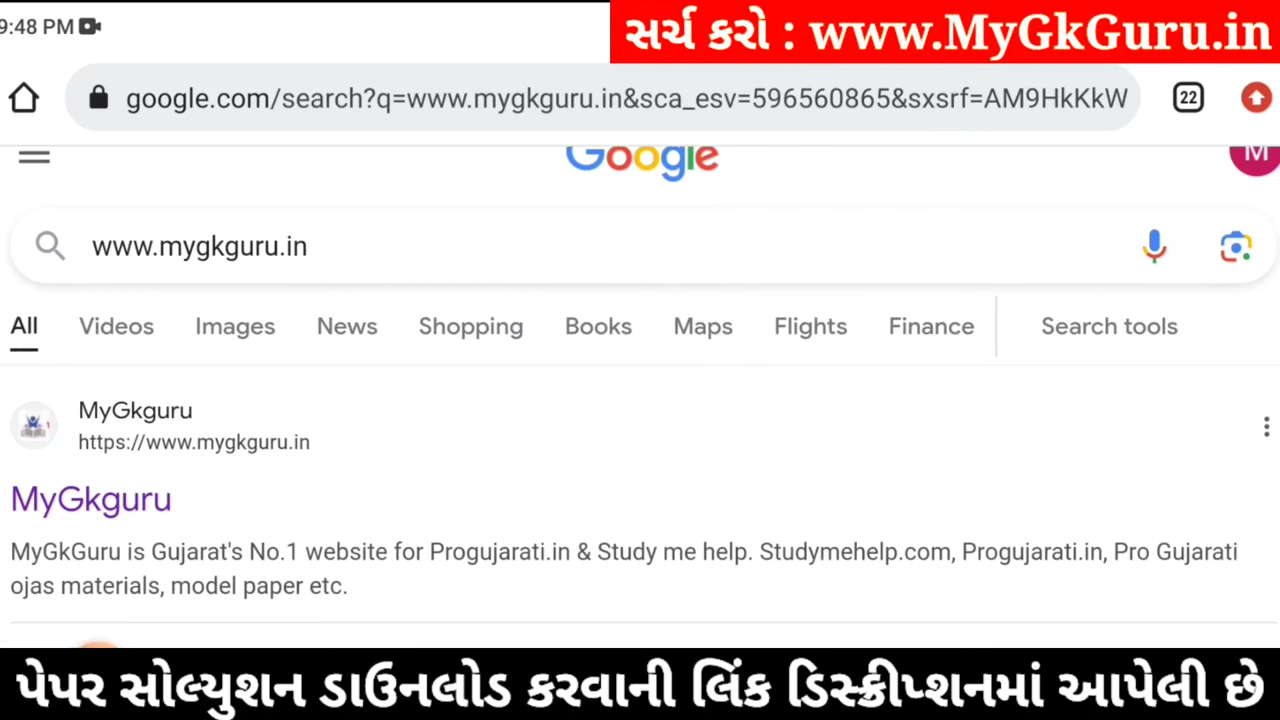 9:48 PM
સર્ચ કરો : www.MyGkGuru.in
google.com/search?q=www.mygkguru.in&sca_esv=596560865&sxsrf=AM9HkKkW
22
Google
M
www.mygkguru.in
All Videos Images News Shopping Books Maps Flights Finance Search tools
MyGkguru
https://www.mygkguru.in
MyGkguru
MyGkGuru is Gujarat's No.1 website for Progujarati.in & Study me help. Studymehelp.com, Progujarati.in, Pro Gujarati
ojas materials, model paper etc.
પેપર સોલ્યુશન ડાઉનલોડ કરવાની લિંક ડિસ્ક્રીપ્શનમાં આપેલી છે